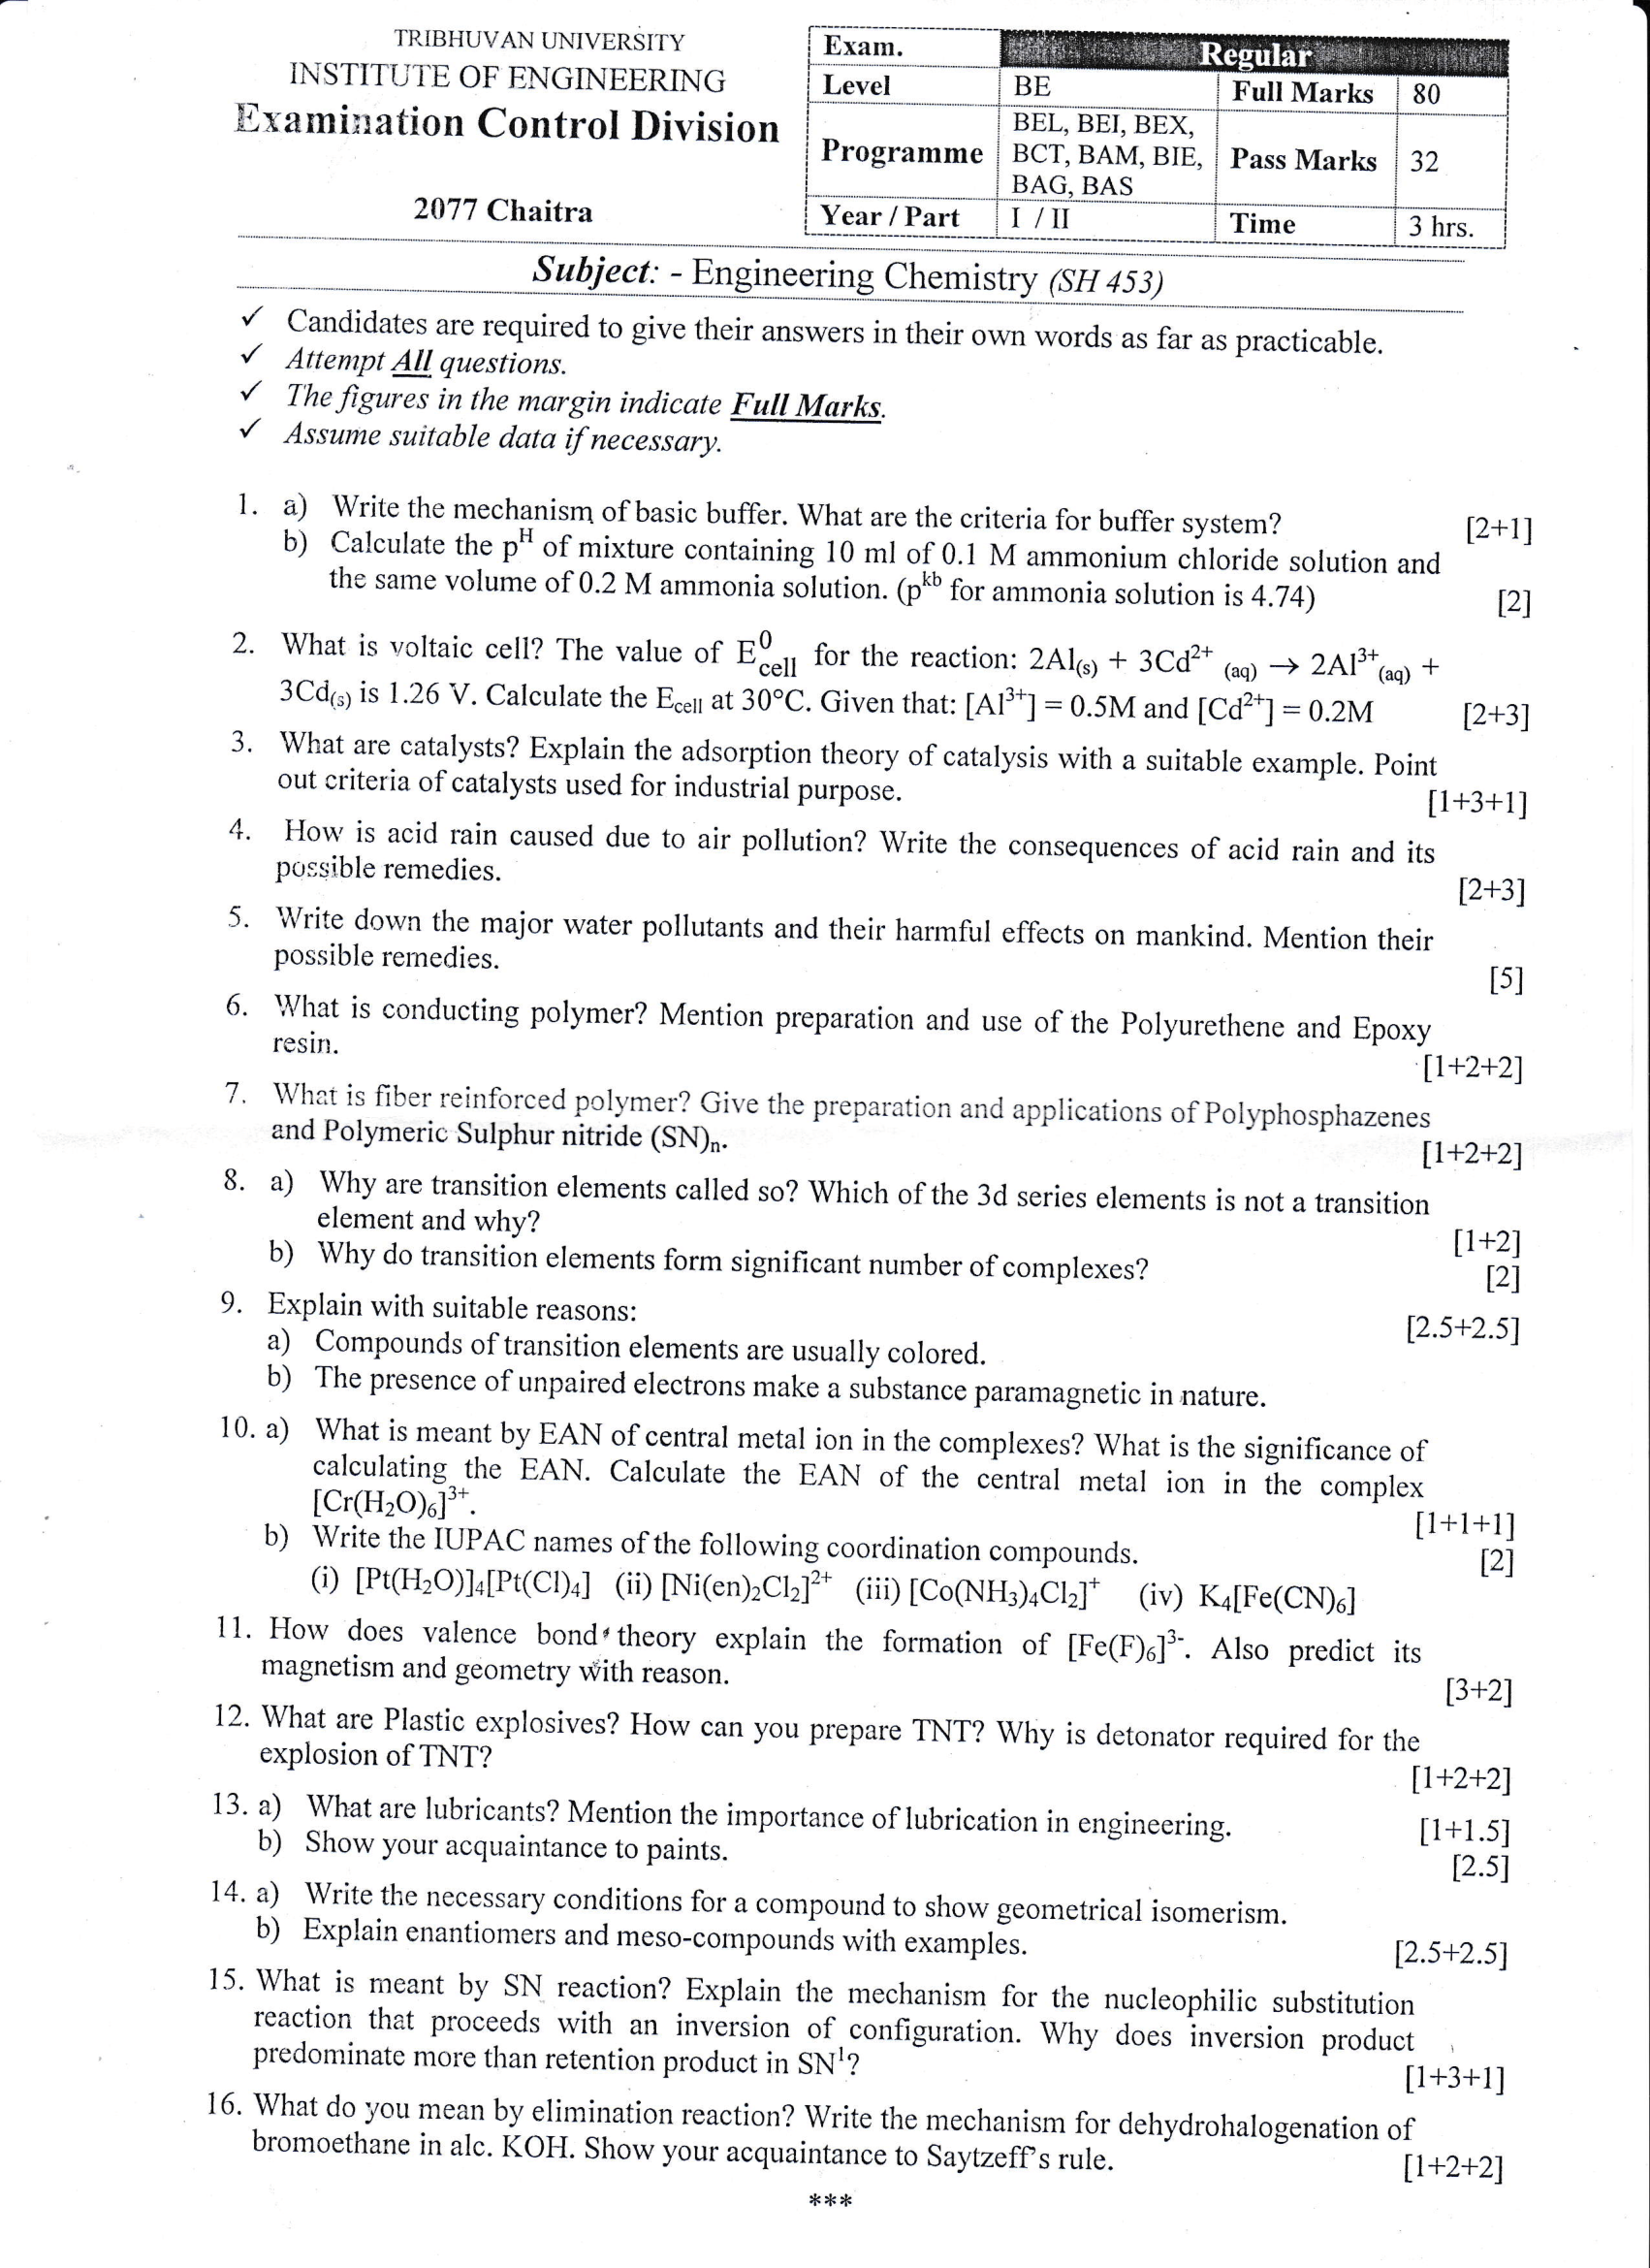 TRIBHUVAN UNIVERSITY
INSTITUTE OF ENGINEERING
Examination Control Division
2077 Chaitra
Exam. Regular
Level BE Full Marks 80
Programme BEL, BEI, BEX, BCT, BAM, BIE, BAG, BAS Pass Marks 32
Year / Part I / II Time 3 hrs.
Subject: - Engineering Chemistry (SH 453)
✓ Candidates are required to give their answers in their own words as far as practicable.
✓ Attempt All questions.
✓ The figures in the margin indicate Full Marks.
✓ Assume suitable data if necessary.
1. a) Write the mechanism of basic buffer. What are the criteria for buffer system? [2+1]
b) Calculate the p^H of mixture containing 10 ml of 0.1 M ammonium chloride solution and
the same volume of 0.2 M ammonia solution. (p^kb for ammonia solution is 4.74) [2]
2. What is voltaic cell? The value of E⁰cell for the reaction: 2Al(s) + 3Cd²⁺ (aq) → 2Al³⁺(aq) +
3Cd(s) is 1.26 V. Calculate the Ecell at 30°C. Given that: [Al³⁺] = 0.5M and [Cd²⁺] = 0.2M [2+3]
3. What are catalysts? Explain the adsorption theory of catalysis with a suitable example. Point
out criteria of catalysts used for industrial purpose. [1+3+1]
4. How is acid rain caused due to air pollution? Write the consequences of acid rain and its
possible remedies. [2+3]
5. Write down the major water pollutants and their harmful effects on mankind. Mention their
possible remedies. [5]
6. What is conducting polymer? Mention preparation and use of the Polyurethene and Epoxy
resin. [1+2+2]
7. What is fiber reinforced polymer? Give the preparation and applications of Polyphosphazenes
and Polymeric Sulphur nitride (SN)ₙ. [1+2+2]
8. a) Why are transition elements called so? Which of the 3d series elements is not a transition
element and why? [1+2]
b) Why do transition elements form significant number of complexes? [2]
9. Explain with suitable reasons: [2.5+2.5]
a) Compounds of transition elements are usually colored.
b) The presence of unpaired electrons make a substance paramagnetic in nature.
10. a) What is meant by EAN of central metal ion in the complexes? What is the significance of
calculating the EAN. Calculate the EAN of the central metal ion in the complex
[Cr(H₂O)₆]³⁺. [1+1+1]
b) Write the IUPAC names of the following coordination compounds. [2]
(i) [Pt(H₂O)]₄[Pt(Cl)₄] (ii) [Ni(en)₂Cl₂]²⁺ (iii) [Co(NH₃)₄Cl₂]⁺ (iv) K₄[Fe(CN)₆]
11. How does valence bond theory explain the formation of [Fe(F)₆]³⁻. Also predict its
magnetism and geometry with reason. [3+2]
12. What are Plastic explosives? How can you prepare TNT? Why is detonator required for the
explosion of TNT? [1+2+2]
13. a) What are lubricants? Mention the importance of lubrication in engineering. [1+1.5]
b) Show your acquaintance to paints. [2.5]
14. a) Write the necessary conditions for a compound to show geometrical isomerism.
b) Explain enantiomers and meso-compounds with examples. [2.5+2.5]
15. What is meant by SN reaction? Explain the mechanism for the nucleophilic substitution
reaction that proceeds with an inversion of configuration. Why does inversion product
predominate more than retention product in SN¹? [1+3+1]
16. What do you mean by elimination reaction? Write the mechanism for dehydrohalogenation of
bromoethane in alc. KOH. Show your acquaintance to Saytzeff's rule. [1+2+2]
***